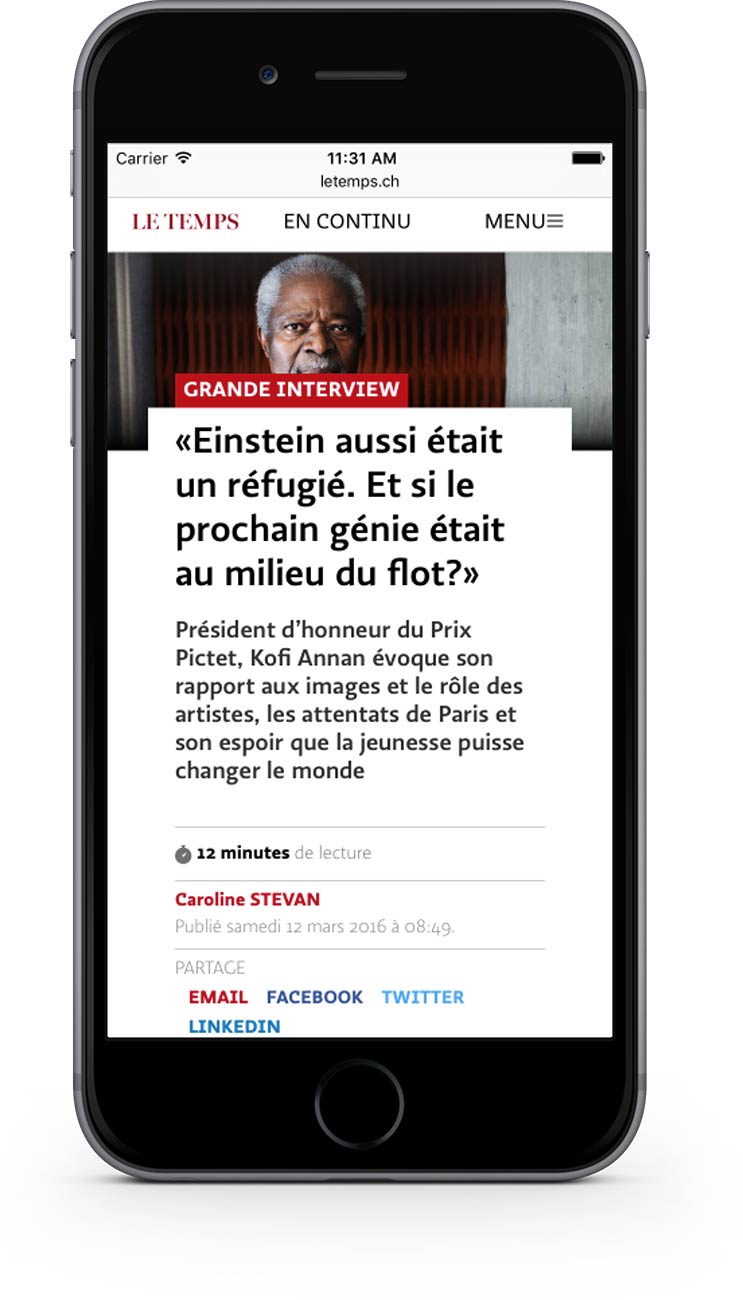 Carrier 11:31 AM
letemps.ch
LE TEMPS EN CONTINU MENU
GRANDE INTERVIEW
«Einstein aussi était
un réfugié. Et si le
prochain génie était
au milieu du flot?»
Président d’honneur du Prix
Pictet, Kofi Annan évoque son
rapport aux images et le rôle des
artistes, les attentats de Paris et
son espoir que la jeunesse puisse
changer le monde
12 minutes de lecture
Caroline STEVAN
Publié samedi 12 mars 2016 à 08:49.
PARTAGE
EMAIL FACEBOOK TWITTER
LINKEDIN